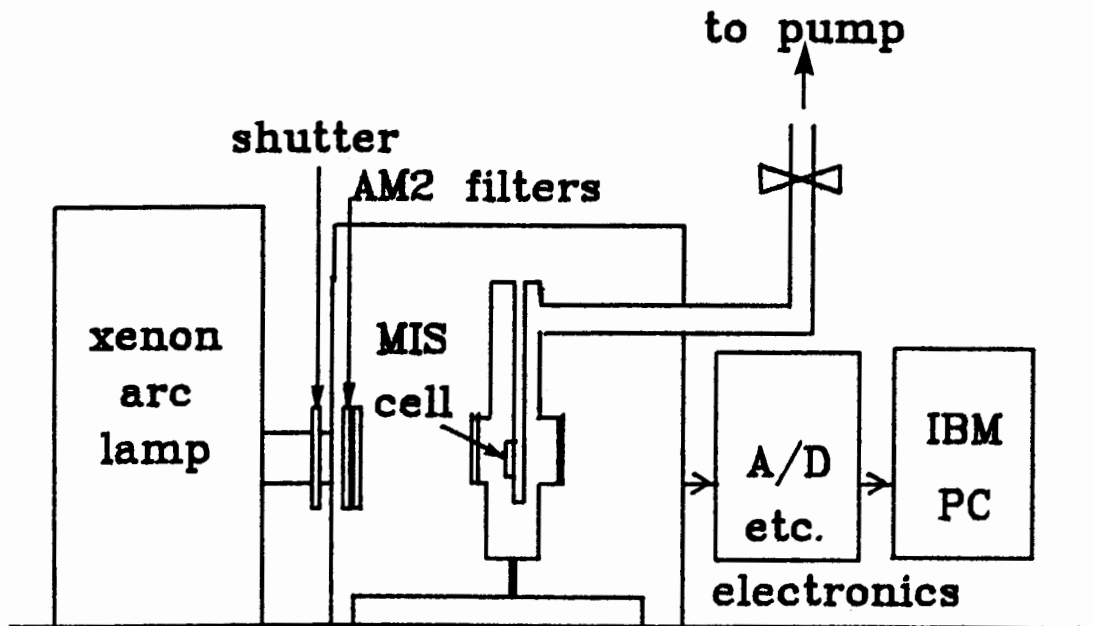 to pump
shutter
AM2 filters
xenon
arc
lamp
MIS
cell
A/D
etc.
electronics
IBM
PC